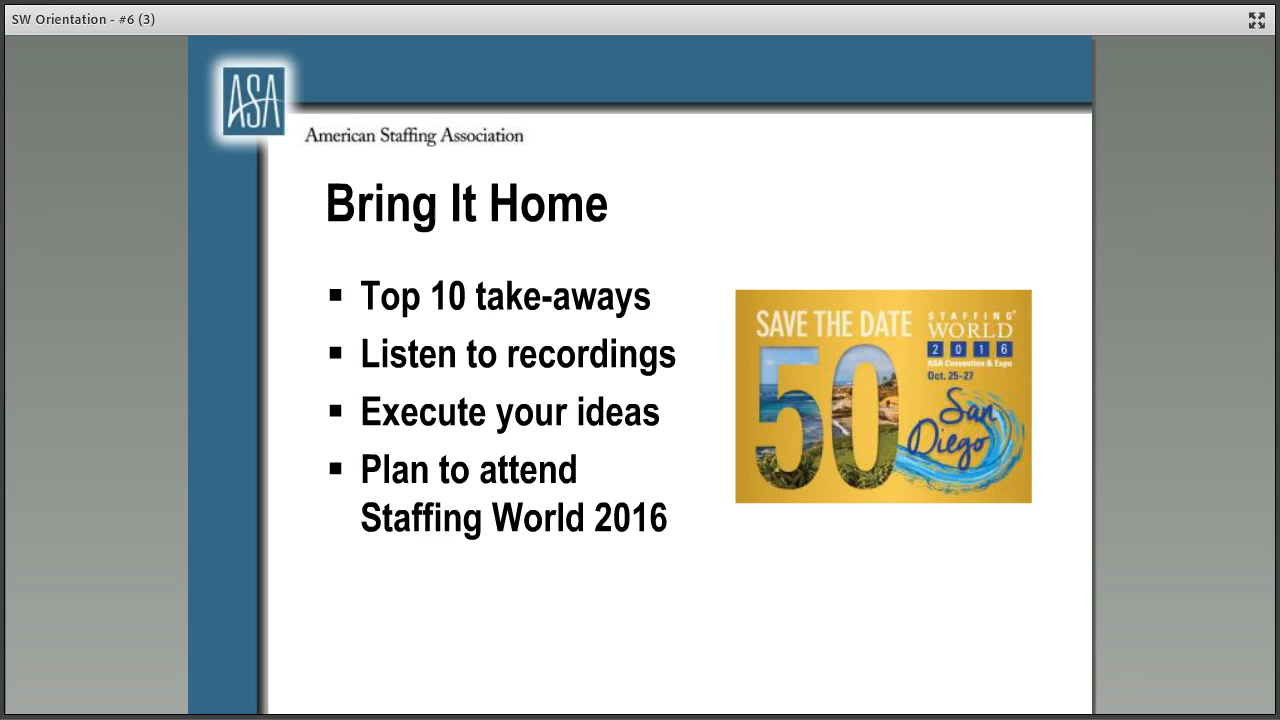 SW Orientation - #6 (3)
ASA
American Staffing Association
Bring It Home
▪ Top 10 take-aways
▪ Listen to recordings
▪ Execute your ideas
▪ Plan to attend
Staffing World 2016
SAVE THE DATE
50
STAFFING®
WORLD
2016
ASA Convention & Expo
Oct. 25-27
San
Diego